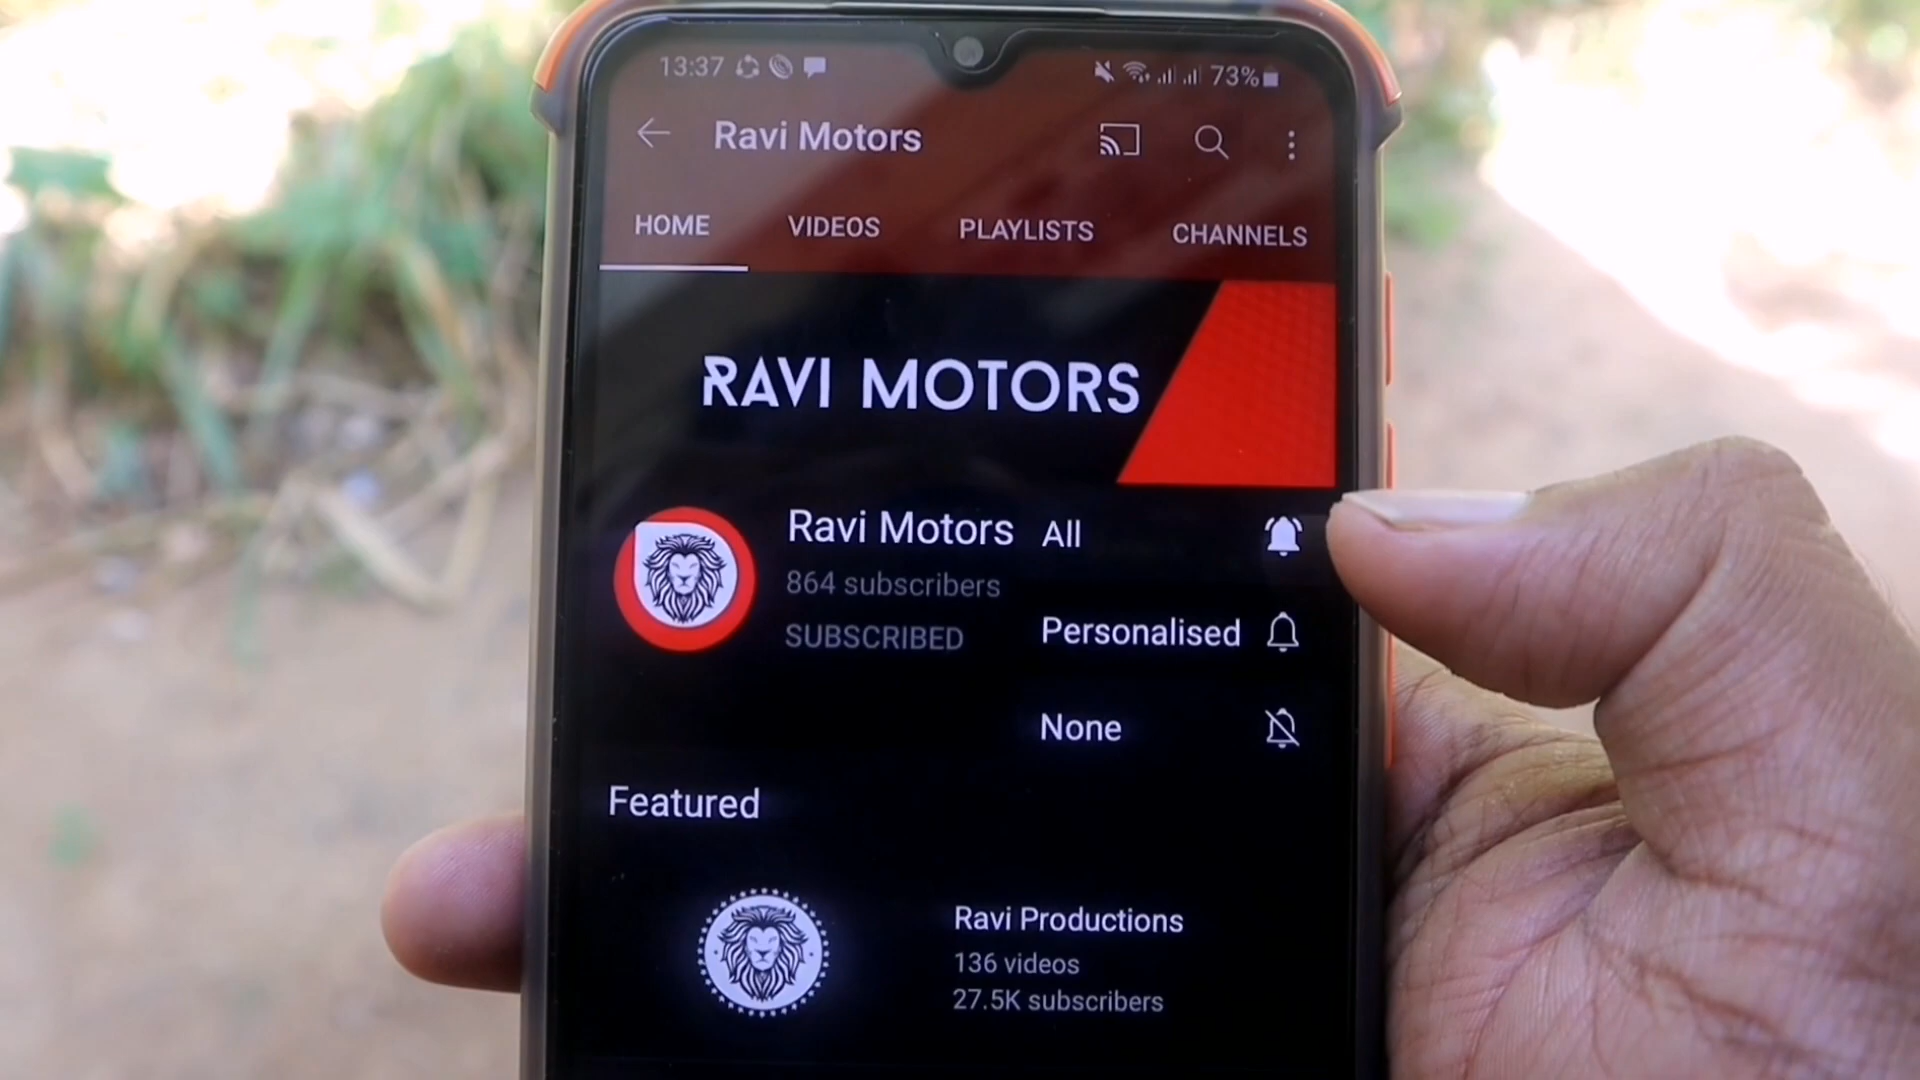 13:37
73%
Ravi Motors
HOME VIDEOS PLAYLISTS CHANNELS
RAVI MOTORS
Ravi Motors
864 subscribers
SUBSCRIBED
All
Personalised
None
Featured
Ravi Productions
136 videos
27.5K subscribers